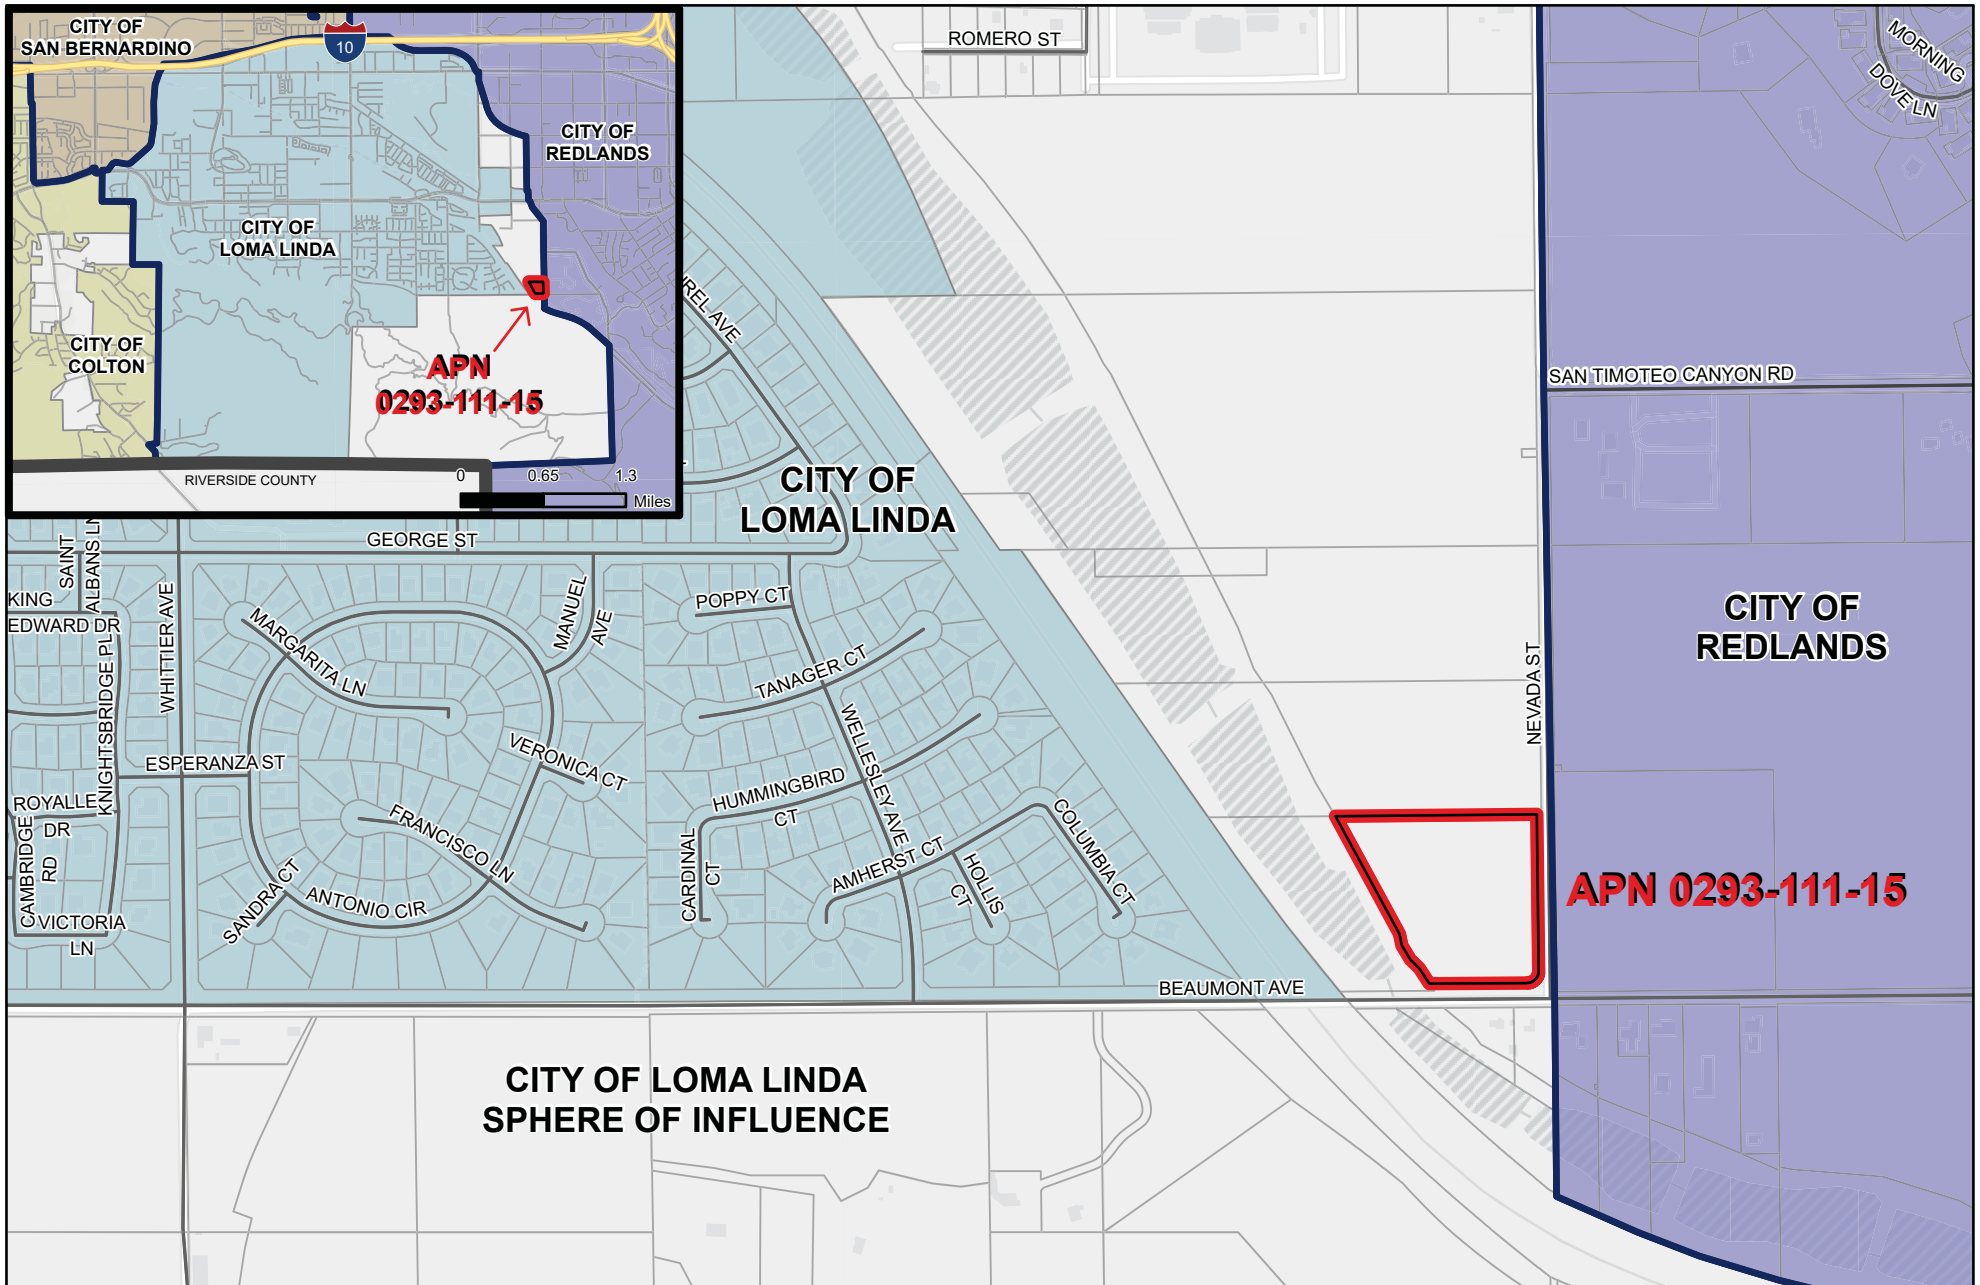 CITY OF
SAN BERNARDINO
10
CITY OF
REDLANDS
CITY OF
LOMA LINDA
CITY OF
COLTON
APN
0293-111-15
RIVERSIDE COUNTY
0 0.65 1.3
Miles
ROMERO ST
MORNING
DOVE LN
SAN TIMOTEO CANYON RD
CITY OF
LOMA LINDA
GEORGE ST
SAINT
ALBANS LN
KING
EDWARD DR
WHITTIER AVE
KNIGHTSBRIDGE PL
MARGARITA LN
MANUEL
AVE
POPPY CT
TANAGER CT
CITY OF
REDLANDS
NEVADA ST
WELLESLEY AVE
VERONICA CT
ESPERANZA ST
HUMMINGBIRD
CT
ROYALLE
DR
CAMBRIDGE
RD
FRANCISCO LN
COLUMBIA CT
CARDINAL
CT
AMHERST CT
HOLLIS
CT
SANDRA CT
ANTONIO CIR
VICTORIA
LN
APN 0293-111-15
BEAUMONT AVE
CITY OF LOMA LINDA
SPHERE OF INFLUENCE